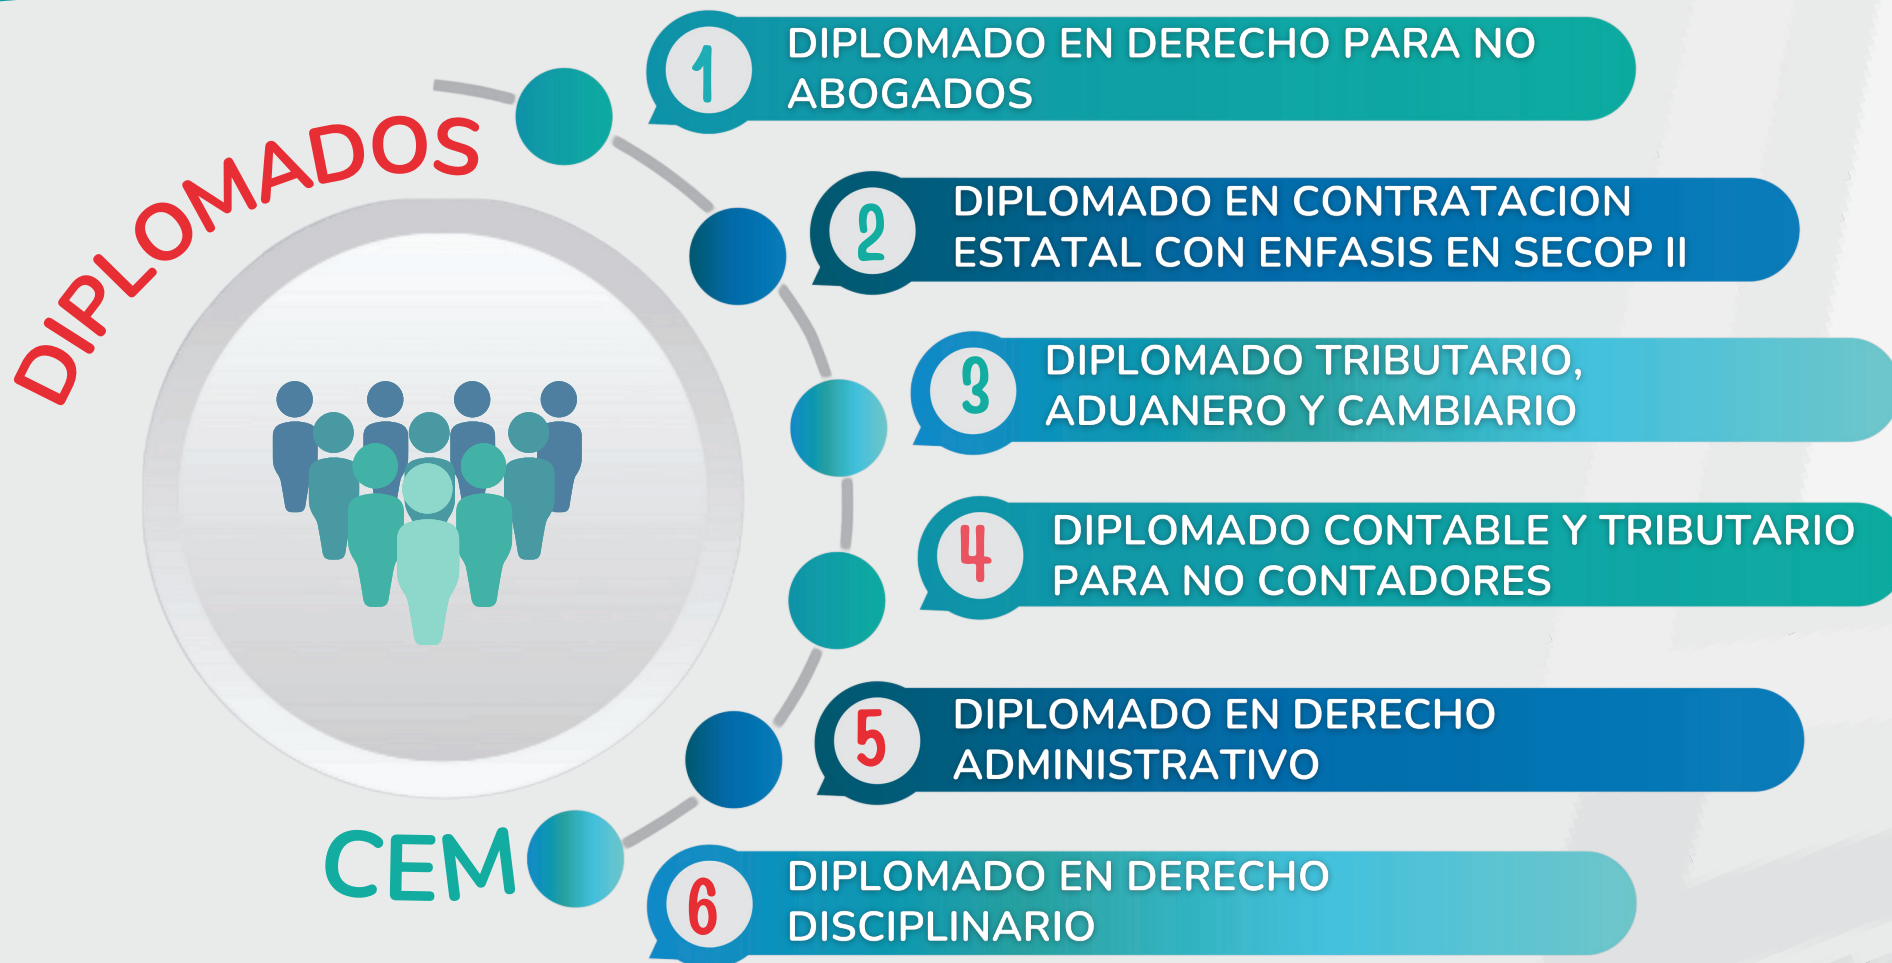 DIPLOMADOS
1
DIPLOMADO EN DERECHO PARA NO
ABOGADOS
2
DIPLOMADO EN CONTRATACION
ESTATAL CON ENFASIS EN SECOP II
3
DIPLOMADO TRIBUTARIO,
ADUANERO Y CAMBIARIO
4
DIPLOMADO CONTABLE Y TRIBUTARIO
PARA NO CONTADORES
5
DIPLOMADO EN DERECHO
ADMINISTRATIVO
6
DIPLOMADO EN DERECHO
DISCIPLINARIO
CEM